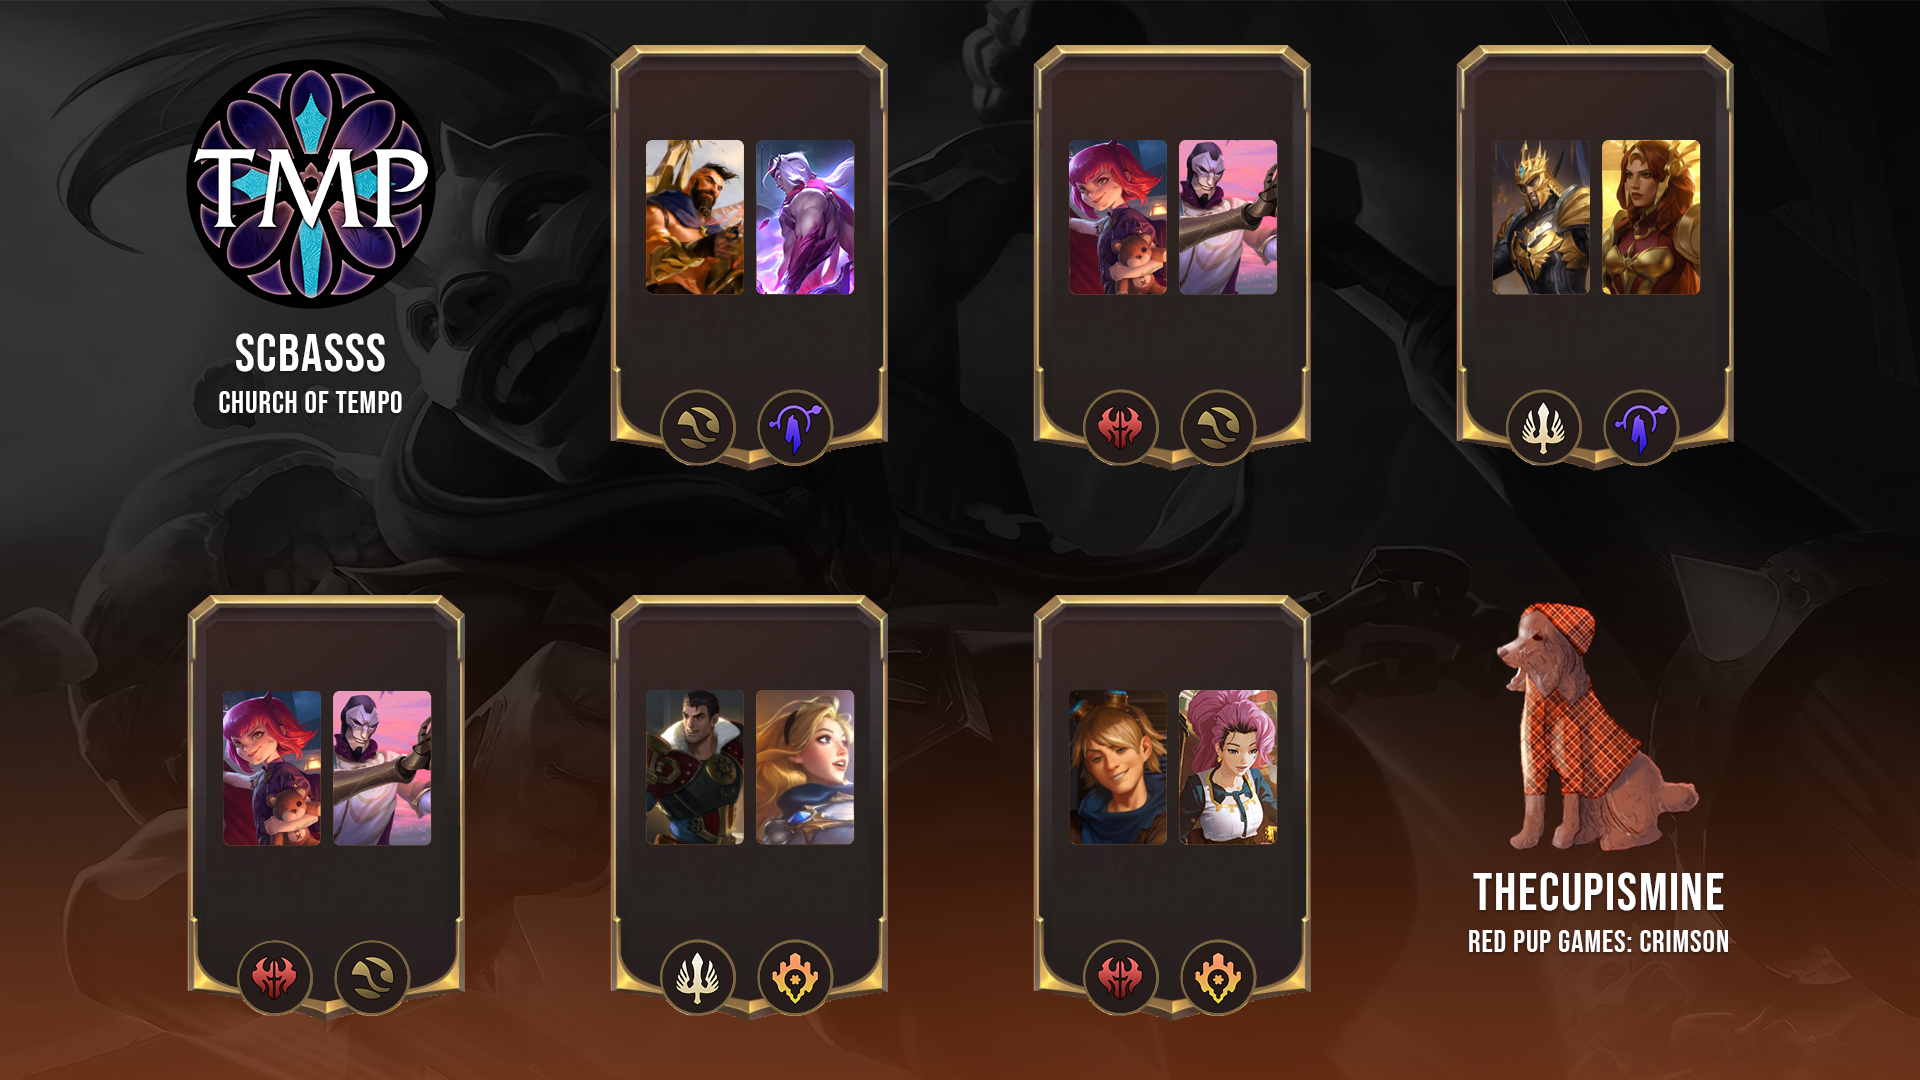 TMP
SCBASSS
CHURCH OF TEMPO
THECUPISMINE
RED PUP GAMES: CRIMSON